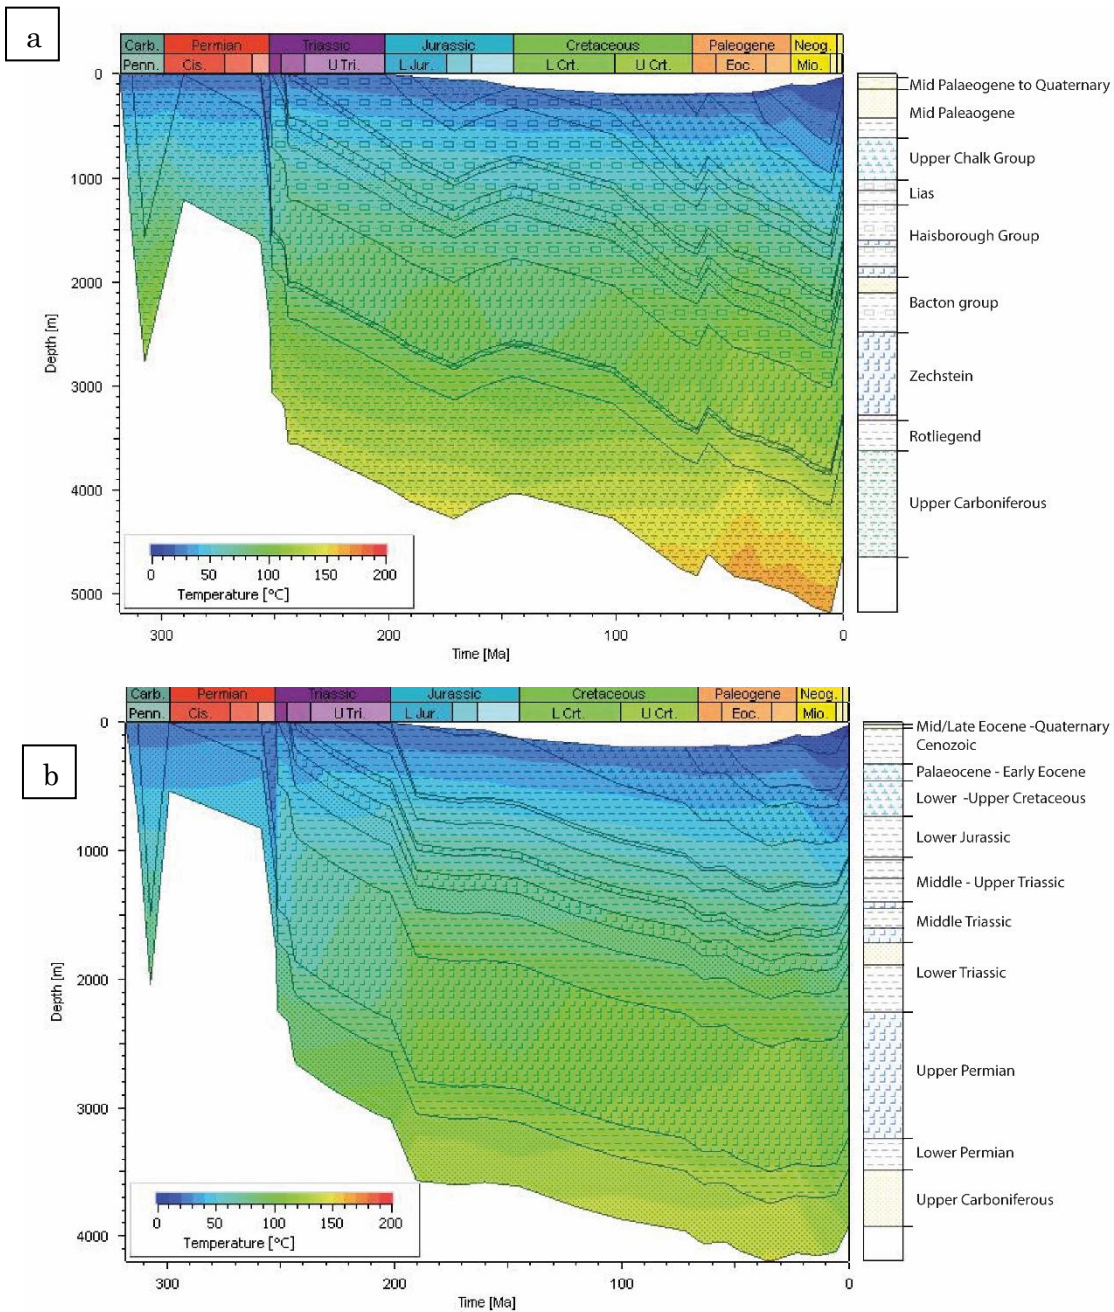 a
Carb. Permian Triassic Jurassic Cretaceous Paleogene Neog.
Penn. Cis. U Tri. L Jur. L Crt. U Crt. Eoc. Mio.
0
1000
2000
3000
4000
5000
Depth [m]
Mid Palaeogene to Quaternary
Mid Paleaogene
Upper Chalk Group
Lias
Haisborough Group
Bacton group
Zechstein
Rotliegend
Upper Carboniferous
0 50 100 150 200
Temperature [°C]
300 200 100 0
Time [Ma]
b
Carb. Permian Triassic Jurassic Cretaceous Paleogene Neog.
Penn. Cis. U Tri. L Jur. L Crt. U Crt. Eoc. Mio.
0
1000
2000
3000
4000
Depth [m]
Mid/Late Eocene -Quaternary
Cenozoic
Palaeocene - Early Eocene
Lower -Upper Cretaceous
Lower Jurassic
Middle - Upper Triassic
Middle Triassic
Lower Triassic
Upper Permian
Lower Permian
Upper Carboniferous
0 50 100 150 200
Temperature [°C]
300 200 100 0
Time [Ma]